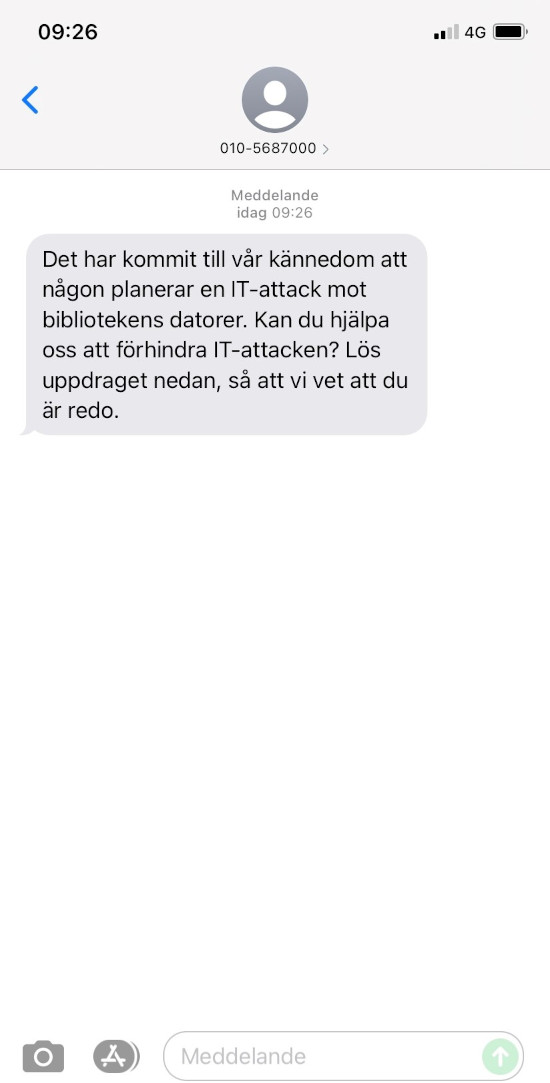 09:26
4G
010-5687000
Meddelande
idag 09:26
Det har kommit till vår kännedom att
någon planerar en IT-attack mot
bibliotekens datorer. Kan du hjälpa
oss att förhindra IT-attacken? Lös
uppdraget nedan, så att vi vet att du
är redo.
Meddelande